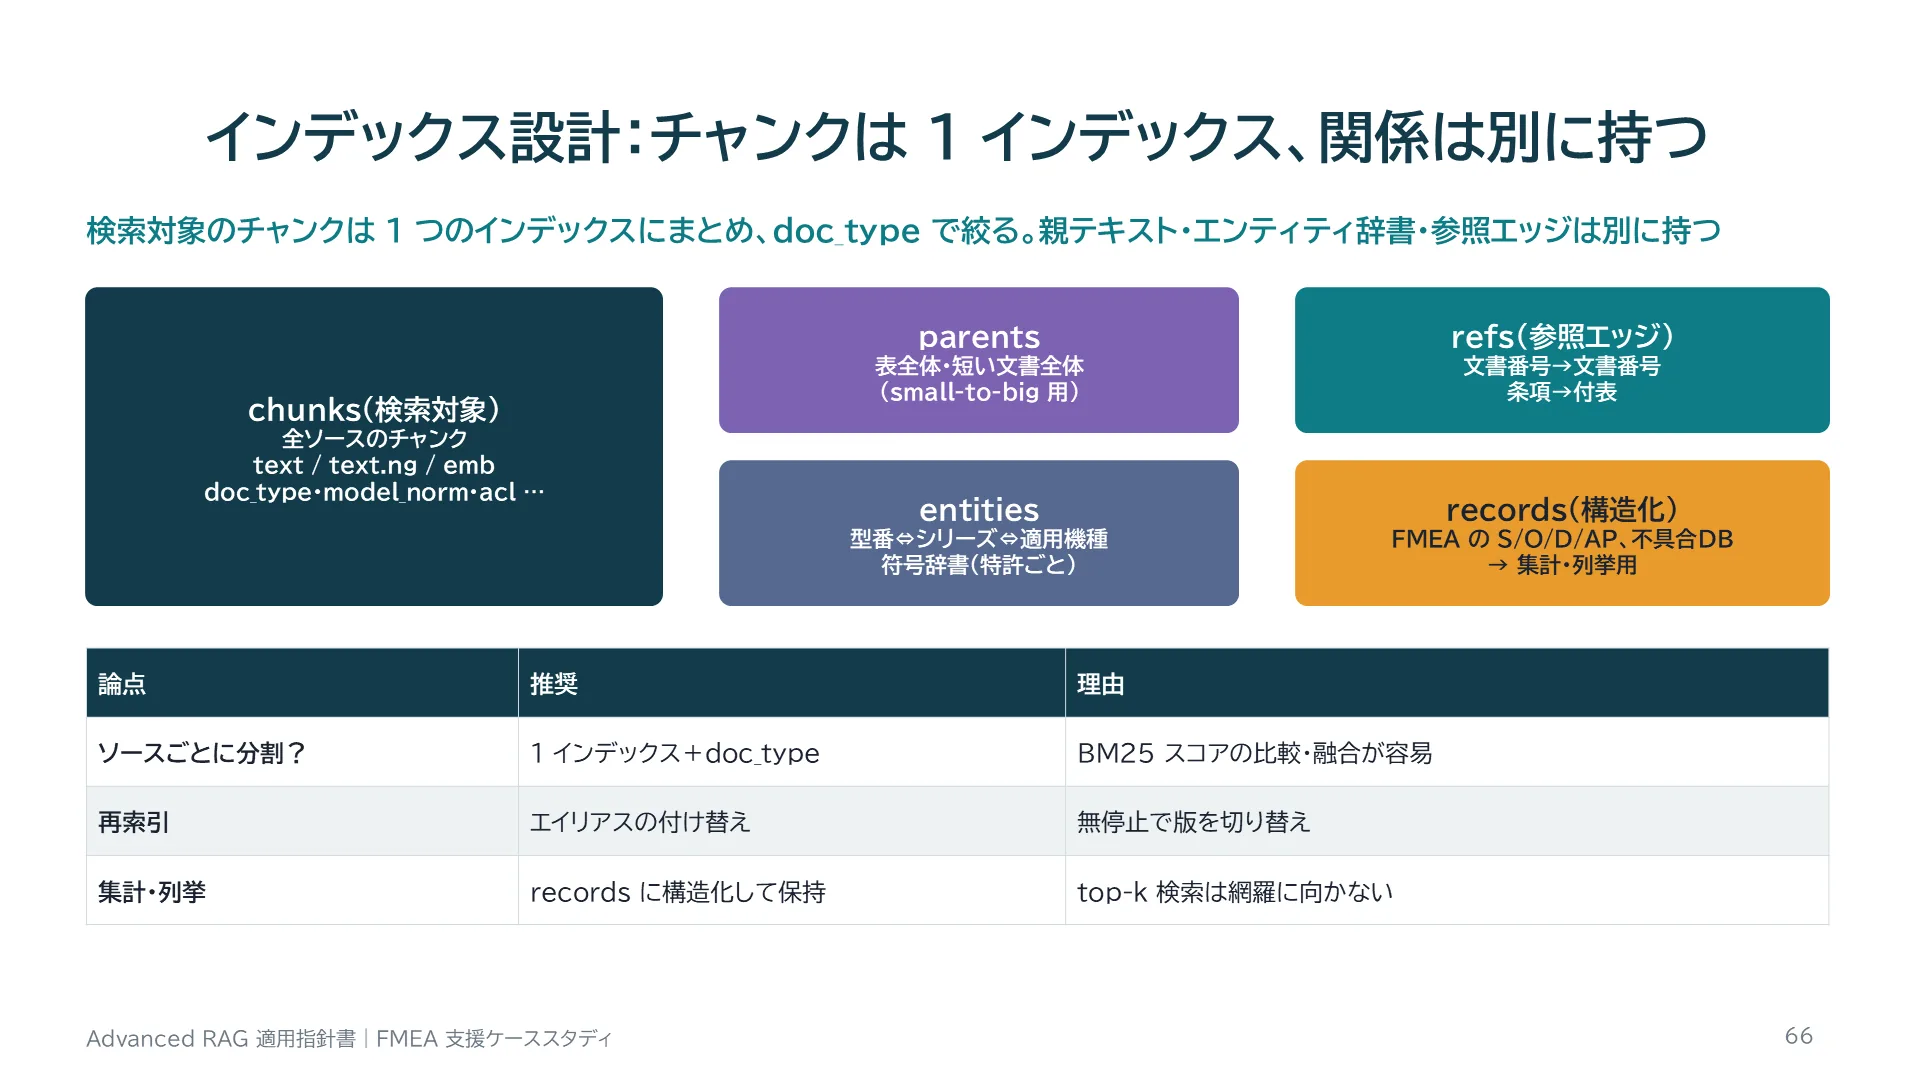 インデックス設計：チャンクは 1 インデックス、関係は別に持つ
検索対象のチャンクは 1 つのインデックスにまとめ、doc_type で絞る。親テキスト・エンティティ辞書・参照エッジは別に持つ
chunks（検索対象）
全ソースのチャンク
text / text.ng / emb
doc_type・model_norm・acl …
parents
表全体・短い文書全体
（small-to-big 用）
refs（参照エッジ）
文書番号→文書番号
条項→付表
entities
型番⇔シリーズ⇔適用機種
符号辞書（特許ごと）
records（構造化）
FMEA の S/O/D/AP、不具合DB
→ 集計・列挙用
論点 推奨 理由
ソースごとに分割？ 1 インデックス＋doc_type BM25 スコアの比較・融合が容易
再索引 エイリアスの付け替え 無停止で版を切り替え
集計・列挙 records に構造化して保持 top-k 検索は網羅に向かない
Advanced RAG 適用指針書｜FMEA 支援ケーススタディ
66